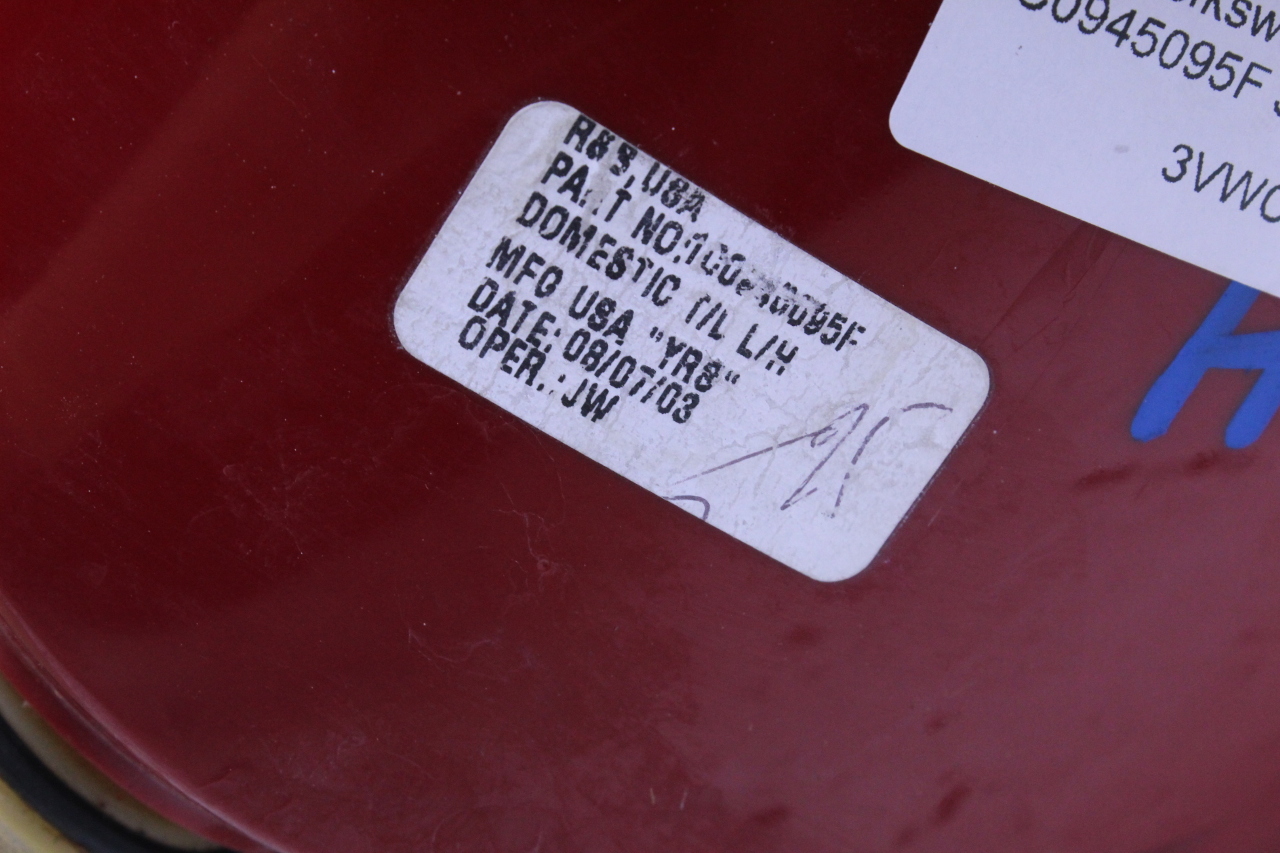 R&S, USA
PART NO:1C0945095F
DOMESTIC T/L L/H
MFG USA "YR8"
DATE: 08/07/03
OPER.: JW
C0945095F
3VWC